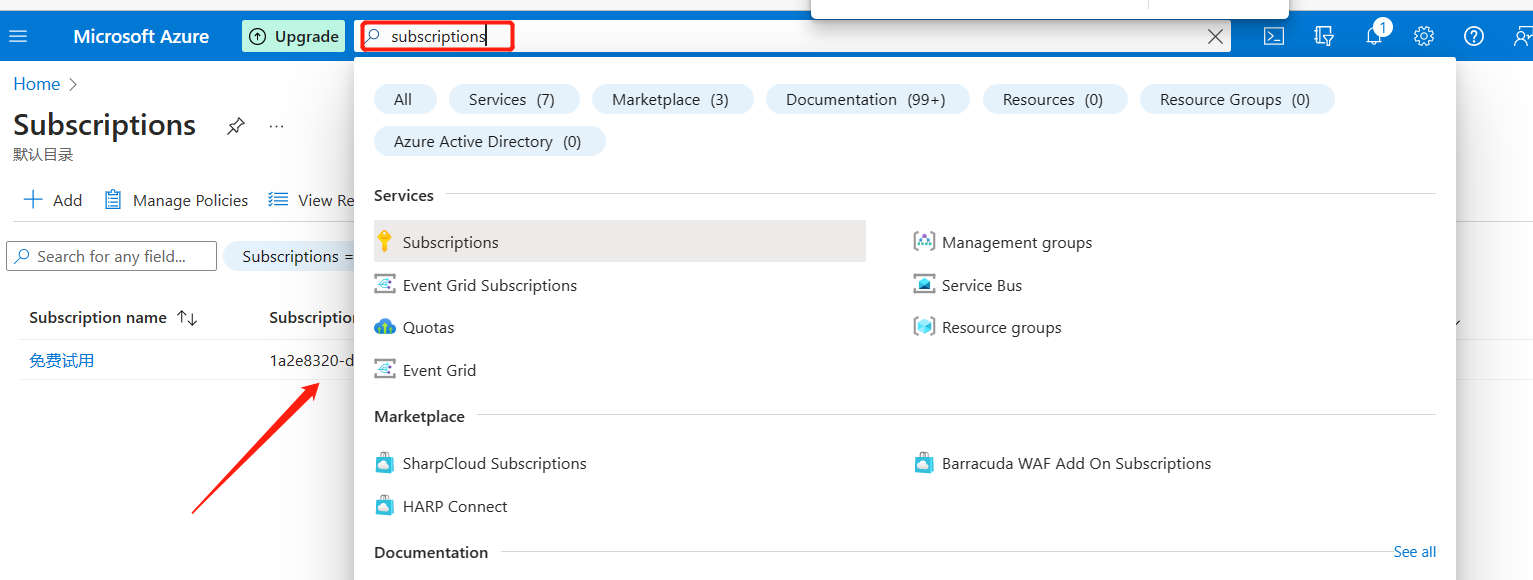 Microsoft Azure Upgrade subscriptions 1
Home
All Services (7) Marketplace (3) Documentation (99+) Resources (0) Resource Groups (0)
Subscriptions ...
Azure Active Directory (0)
默认目录
Add Manage Policies View Re
Services
Search for any field... Subscriptions =
Subscriptions Management groups
Event Grid Subscriptions Service Bus
Subscription name Subscription
Quotas Resource groups
免费试用 1a2e8320-d
Event Grid
Marketplace
SharpCloud Subscriptions Barracuda WAF Add On Subscriptions
HARP Connect
Documentation See all